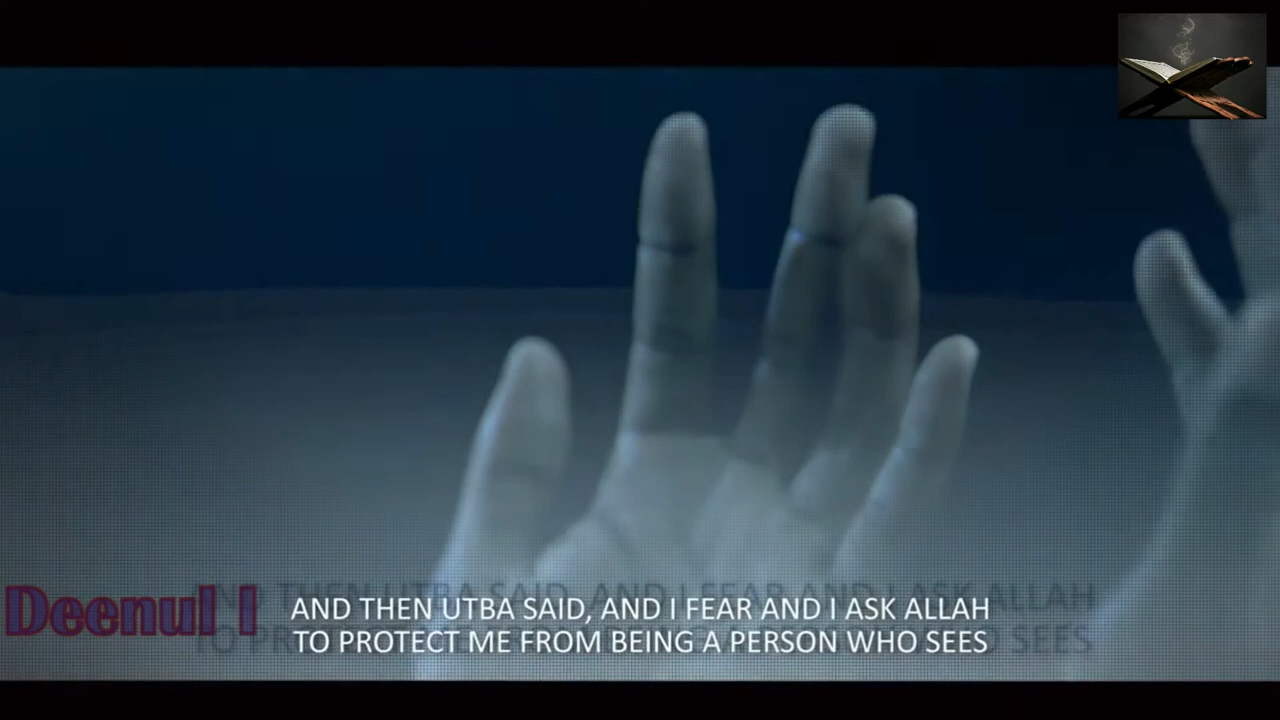 Deenul I
AND THEN UTBA SAID, AND I FEAR AND I ASK ALLAH
TO PROTECT ME FROM BEING A PERSON WHO SEES